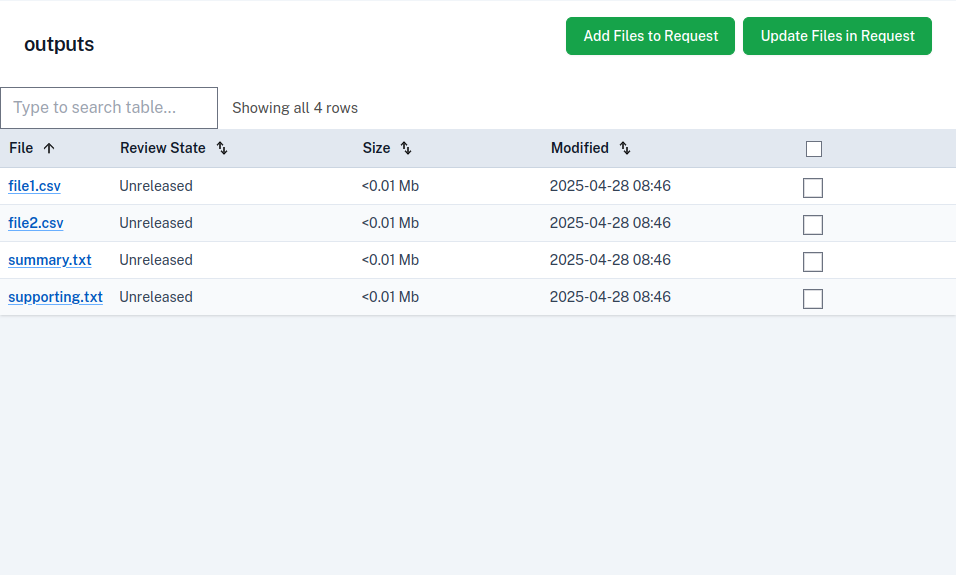 outputs
Add Files to Request
Update Files in Request
Type to search table...
Showing all 4 rows
File Review State Size Modified
file1.csv Unreleased <0.01 Mb 2025-04-28 08:46
file2.csv Unreleased <0.01 Mb 2025-04-28 08:46
summary.txt Unreleased <0.01 Mb 2025-04-28 08:46
supporting.txt Unreleased <0.01 Mb 2025-04-28 08:46